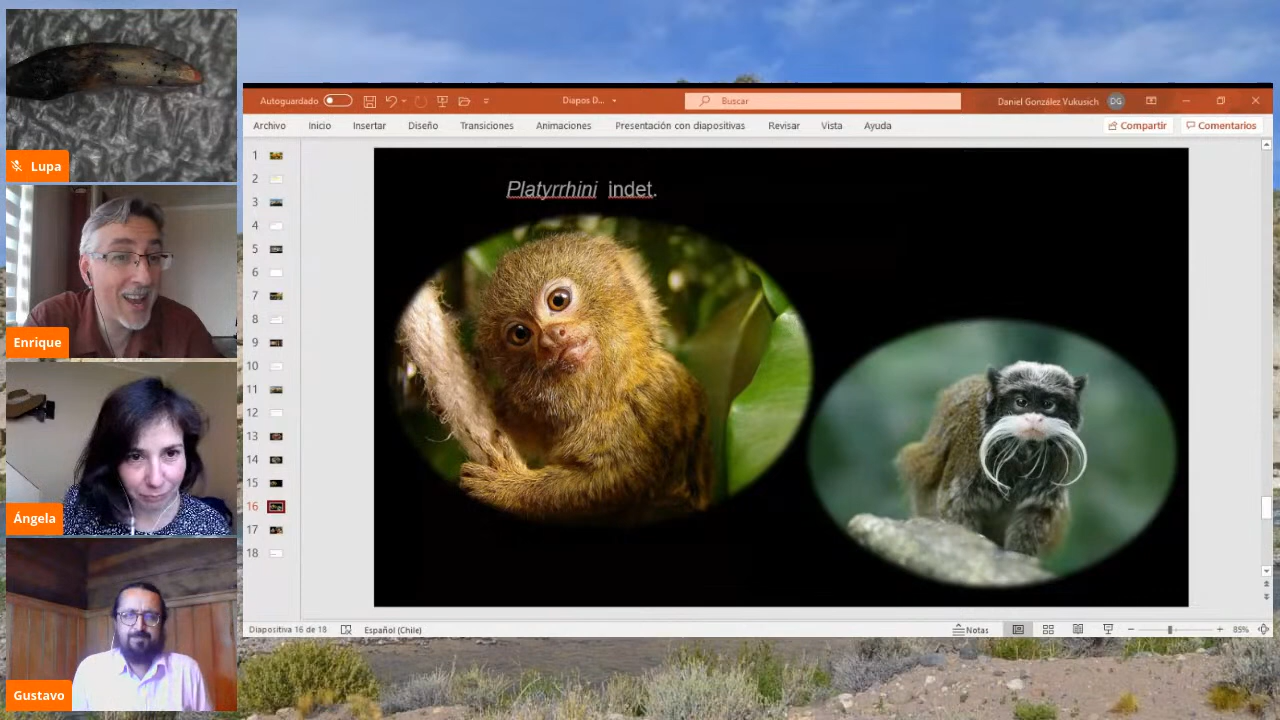 Lupa
Enrique
Ángela
Gustavo
Autoguardado
Diapos D...
Buscar
Daniel González Vukusich
DG
Archivo Inicio Insertar Diseño Transiciones Animaciones Presentación con diapositivas Revisar Vista Ayuda
Compartir Comentarios
1
2
3
4
5
6
7
8
9
10
11
12
13
14
15
16
17
18
Platyrrhini indet.
Diapositiva 16 de 18 Español (Chile) Notas 85%